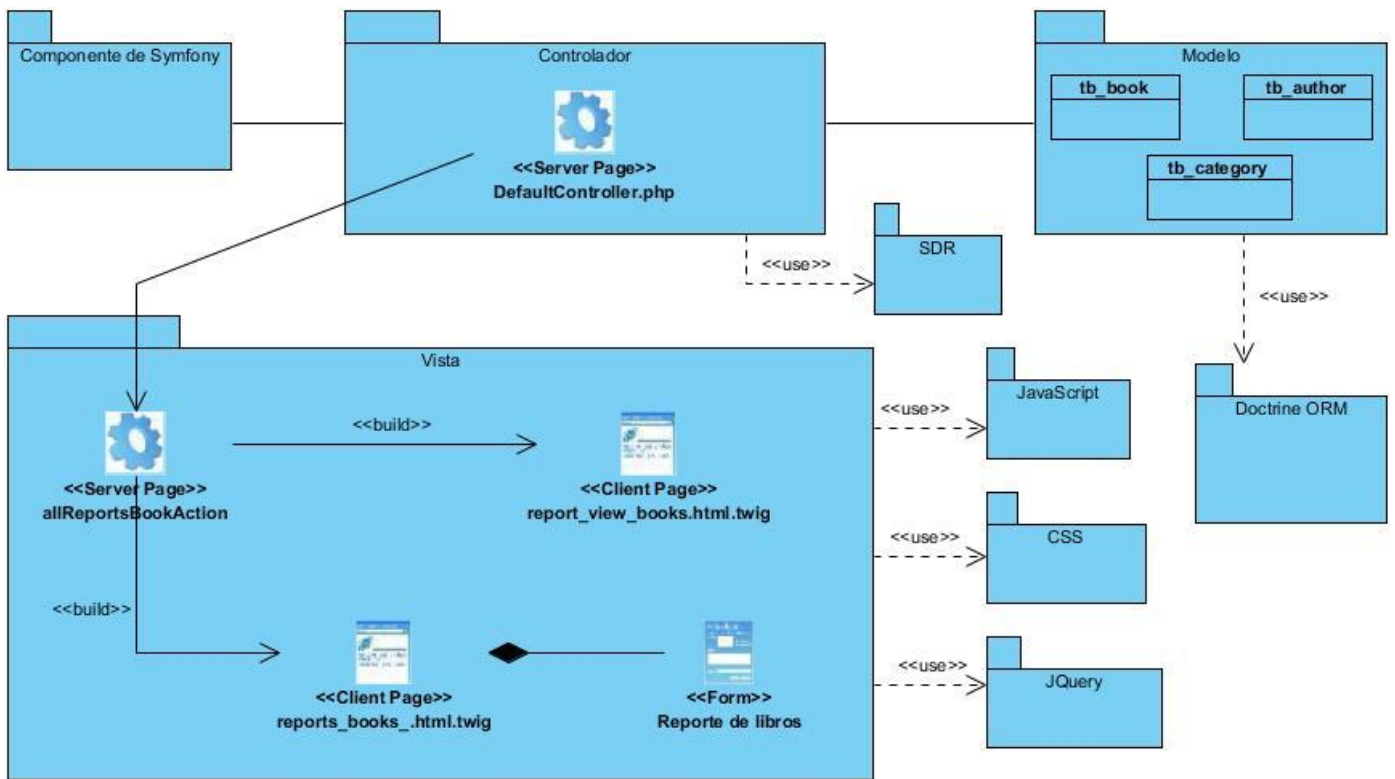 Componente de Symfony
Controlador
<<Server Page>>
DefaultController.php
Modelo
tb_book
tb_author
tb_category
<<use>>
SDR
<<use>>
Doctrine ORM
Vista
<<Server Page>>
allReportsBookAction
<<build>>
<<Client Page>>
report_view_books.html.twig
<<build>>
<<Client Page>>
reports_books_.html.twig
<<Form>>
Reporte de libros
<<use>>
JavaScript
<<use>>
CSS
<<use>>
JQuery